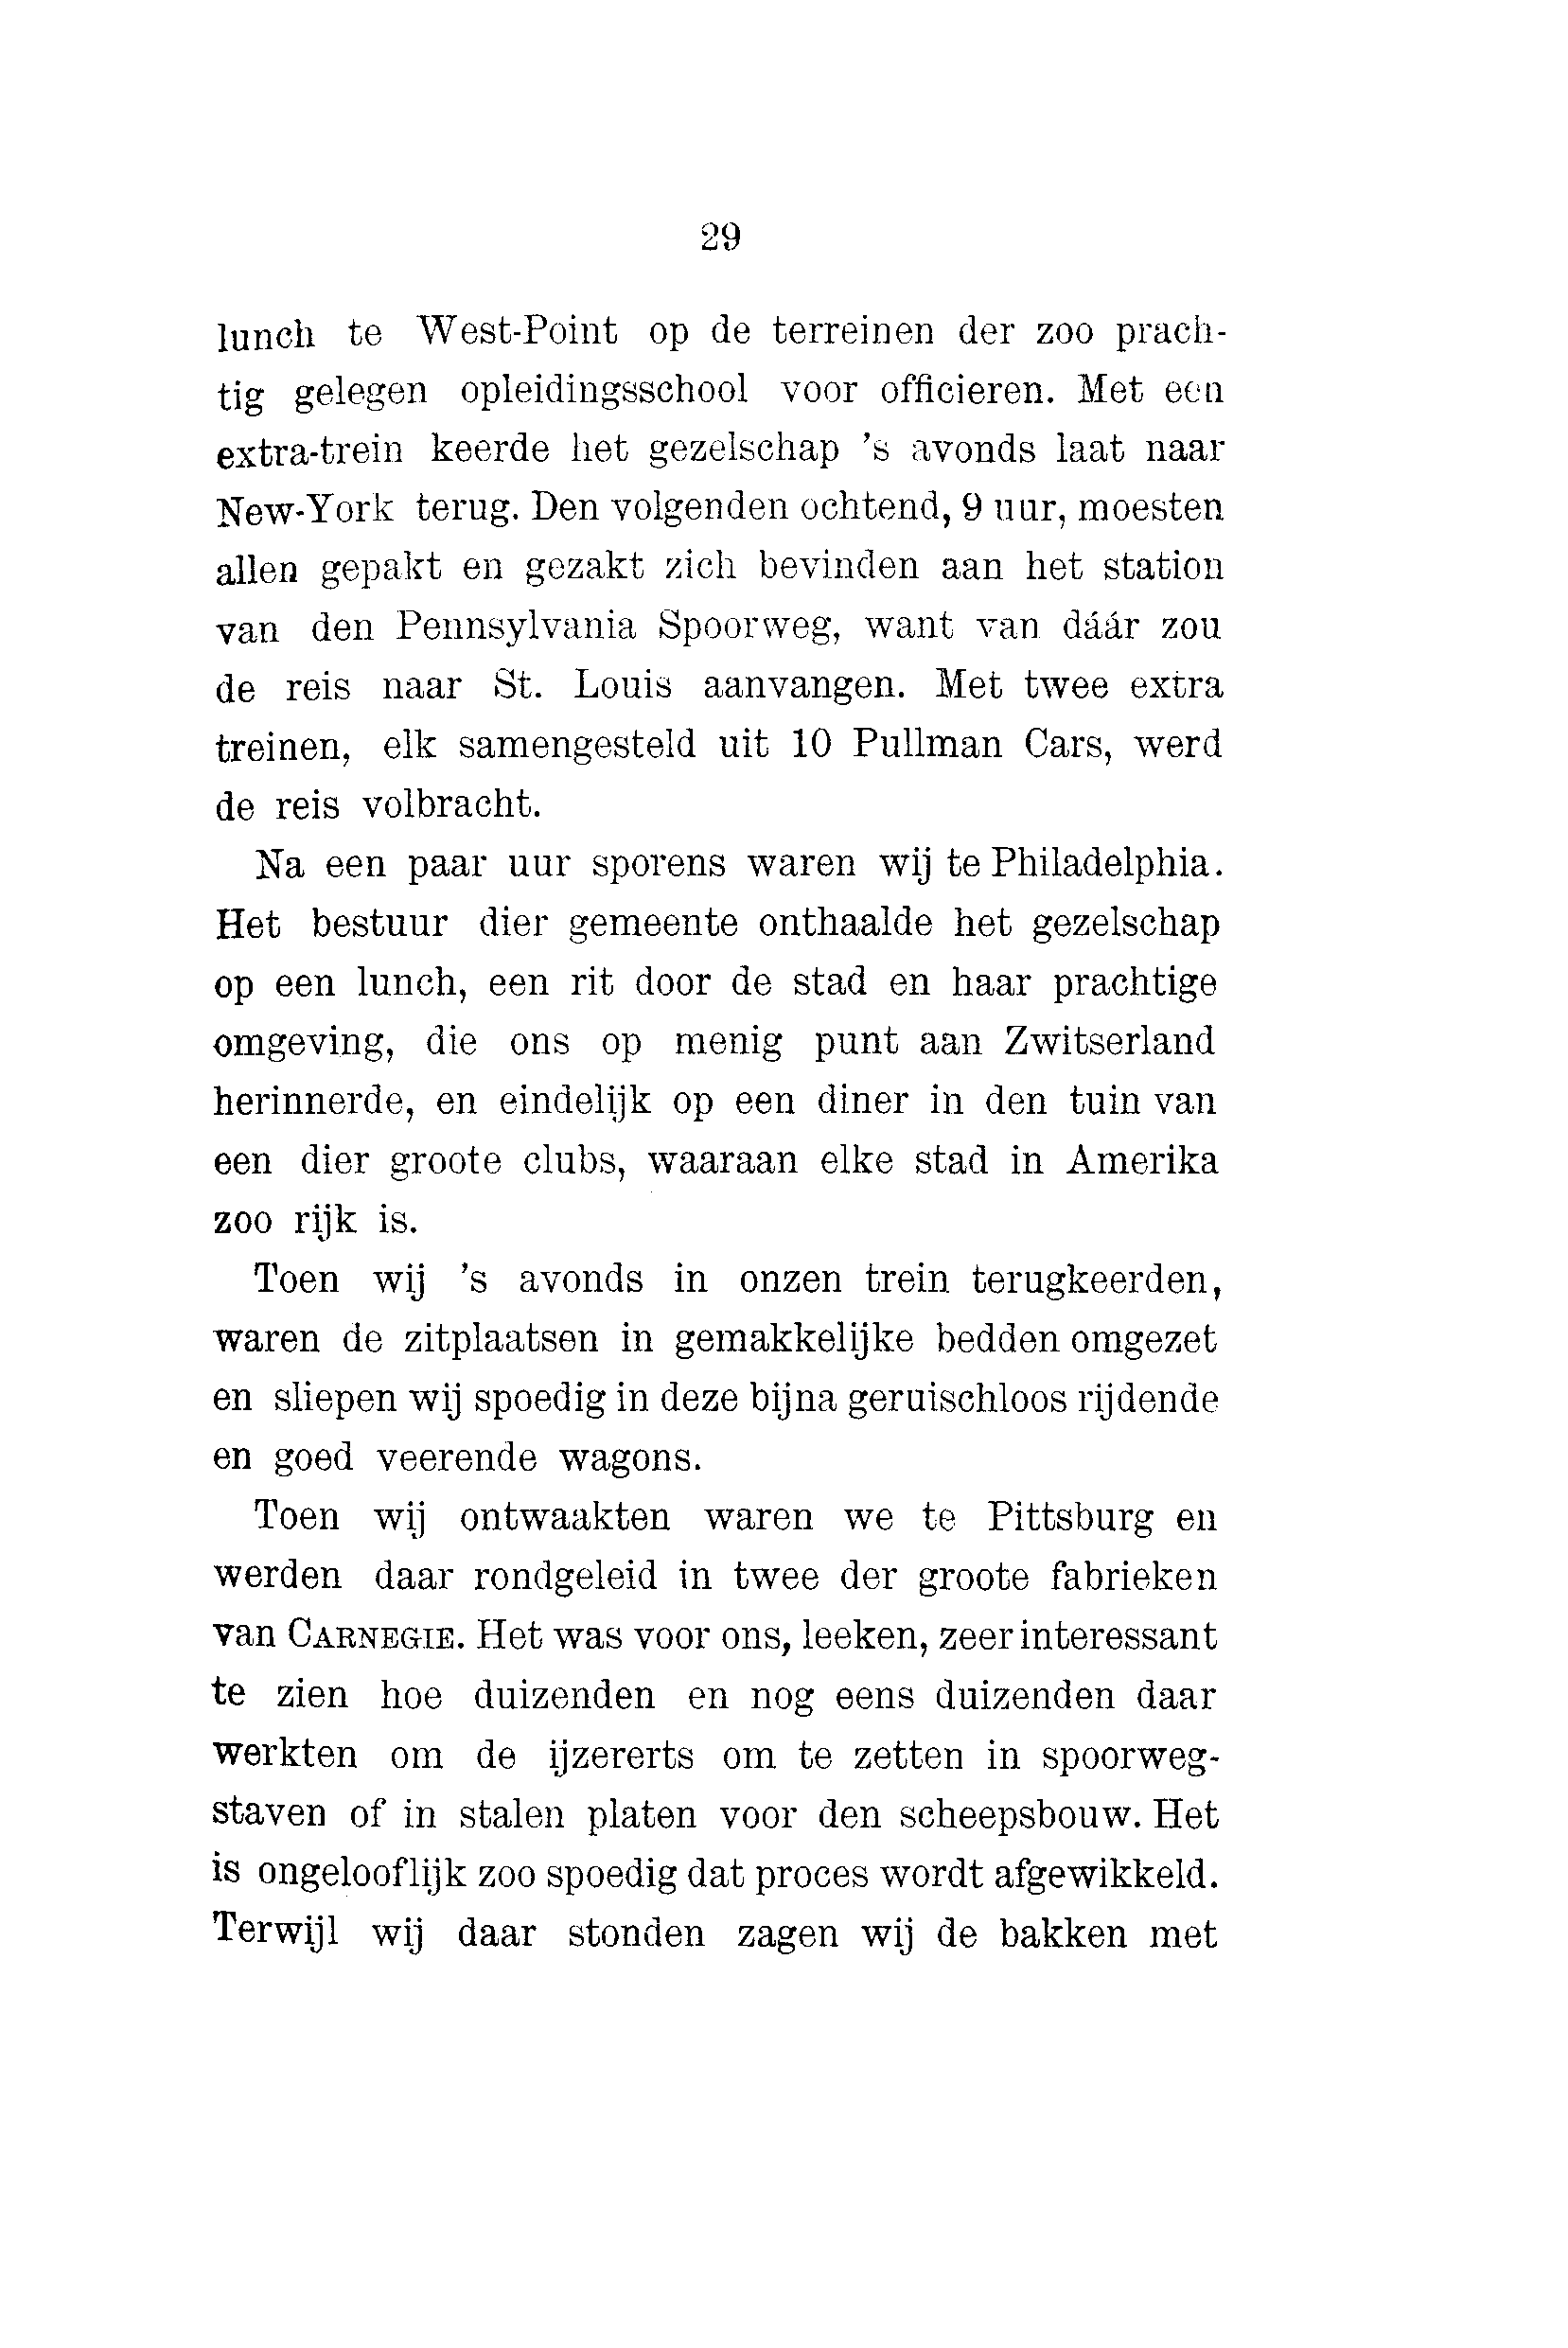 29
lunch te West-Point op de terreinen der zoo prach-
tig gelegen opleidingsschool voor officieren. Met een
extra-trein keerde het gezelschap 's avonds laat naar
New-York terug. Den volgenden ochtend, 9 uur, moesten
allen gepakt en gezakt zich bevinden aan het station
van den Pennsylvania Spoorweg, want van dáár zou
de reis naar St. Louis aanvangen. Met twee extra
treinen, elk samengesteld uit 10 Pullman Cars, werd
de reis volbracht.
Na een paar uur sporens waren wij te Philadelphia.
Het bestuur dier gemeente onthaalde het gezelschap
op een lunch, een rit door de stad en haar prachtige
omgeving, die ons op menig punt aan Zwitserland
herinnerde, en eindelijk op een diner in den tuin van
een dier groote clubs, waaraan elke stad in Amerika
zoo rijk is.
Toen wij 's avonds in onzen trein terugkeerden,
waren de zitplaatsen in gemakkelijke bedden omgezet
en sliepen wij spoedig in deze bijna geruischloos rijdende
en goed veerende wagons.
Toen wij ontwaakten waren we te Pittsburg en
werden daar rondgeleid in twee der groote fabrieken
van CARNEGIE. Het was voor ons, leeken, zeer interessant
te zien hoe duizenden en nog eens duizenden daar
werkten om de ijzererts om te zetten in spoorweg-
staven of in stalen platen voor den scheepsbouw. Het
is ongelooflijk zoo spoedig dat proces wordt afgewikkeld.
Terwijl wij daar stonden zagen wij de bakken met